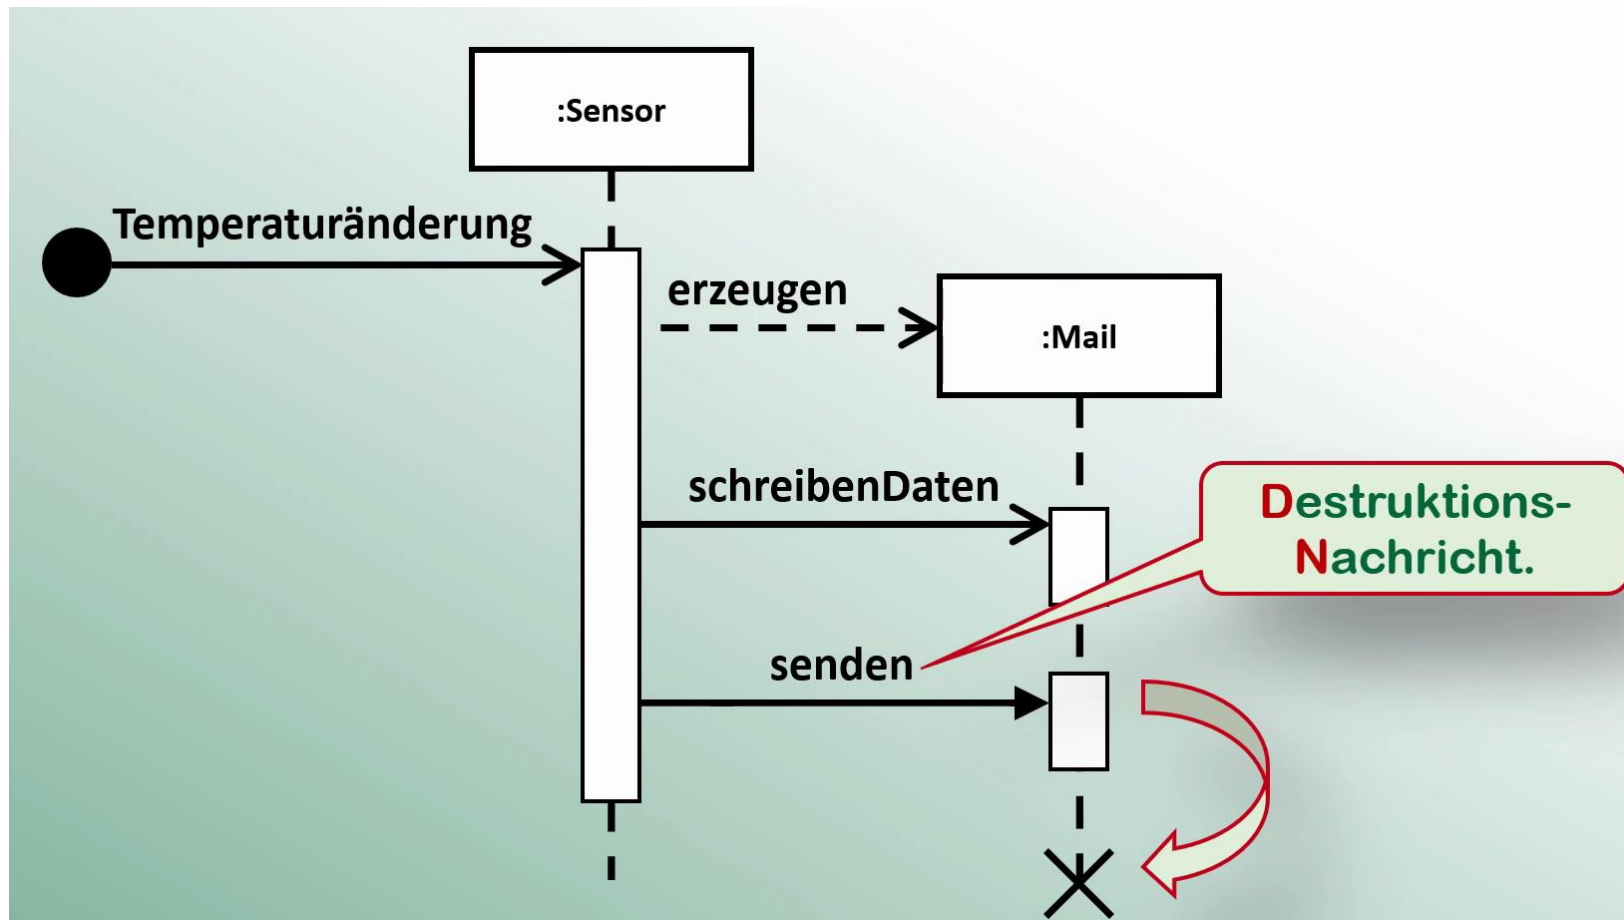 :Sensor
Temperaturänderung
erzeugen
:Mail
schreibenDaten
Destruktions-
Nachricht.
senden